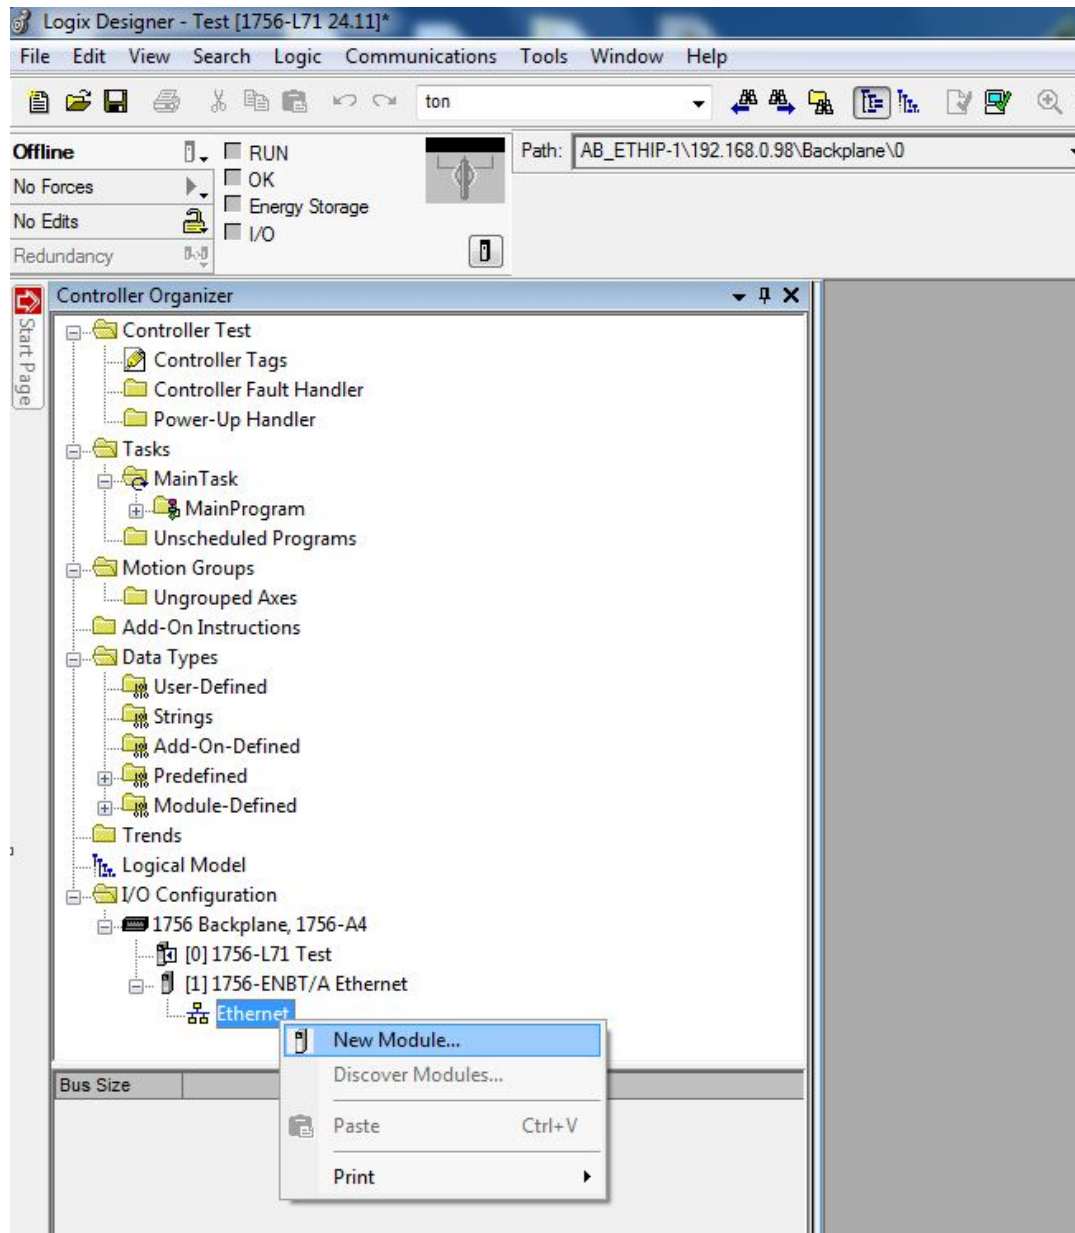 Logix Designer - Test [1756-L71 24.11]*
File Edit View Search Logic Communications Tools Window Help
ton
Offline
RUN
Path: AB_ETHIP-1\192.168.0.98\Backplane\0
No Forces
OK
Energy Storage
No Edits
I/O
Redundancy
Start Page
Controller Organizer
Controller Test
Controller Tags
Controller Fault Handler
Power-Up Handler
Tasks
MainTask
MainProgram
Unscheduled Programs
Motion Groups
Ungrouped Axes
Add-On Instructions
Data Types
User-Defined
Strings
Add-On-Defined
Predefined
Module-Defined
Trends
Logical Model
I/O Configuration
1756 Backplane, 1756-A4
[0] 1756-L71 Test
[1] 1756-ENBT/A Ethernet
Ethernet
New Module...
Discover Modules...
Paste Ctrl+V
Print
Bus Size